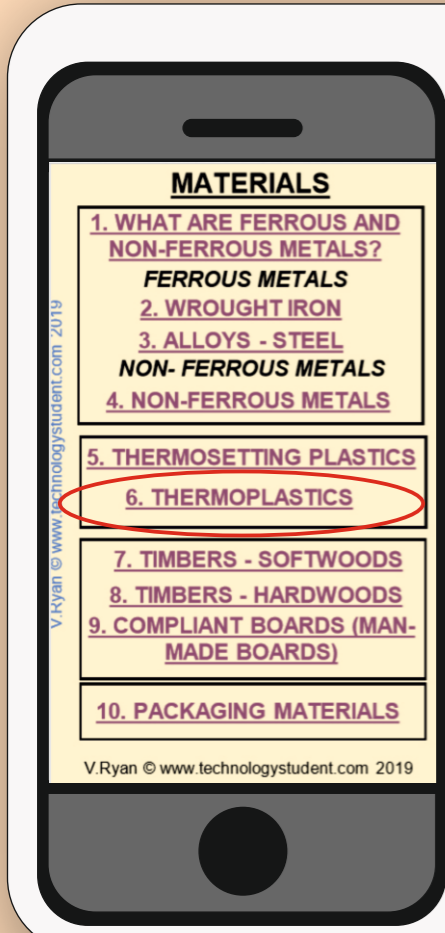 MATERIALS
1. WHAT ARE FERROUS AND
NON-FERROUS METALS?
FERROUS METALS
2. WROUGHT IRON
3. ALLOYS - STEEL
NON- FERROUS METALS
4. NON-FERROUS METALS
5. THERMOSETTING PLASTICS
6. THERMOPLASTICS
7. TIMBERS - SOFTWOODS
8. TIMBERS - HARDWOODS
9. COMPLIANT BOARDS (MAN-
MADE BOARDS)
10. PACKAGING MATERIALS
V.Ryan © www.technologystudent.com 2019
V.Ryan © www.technologystudent.com 2019